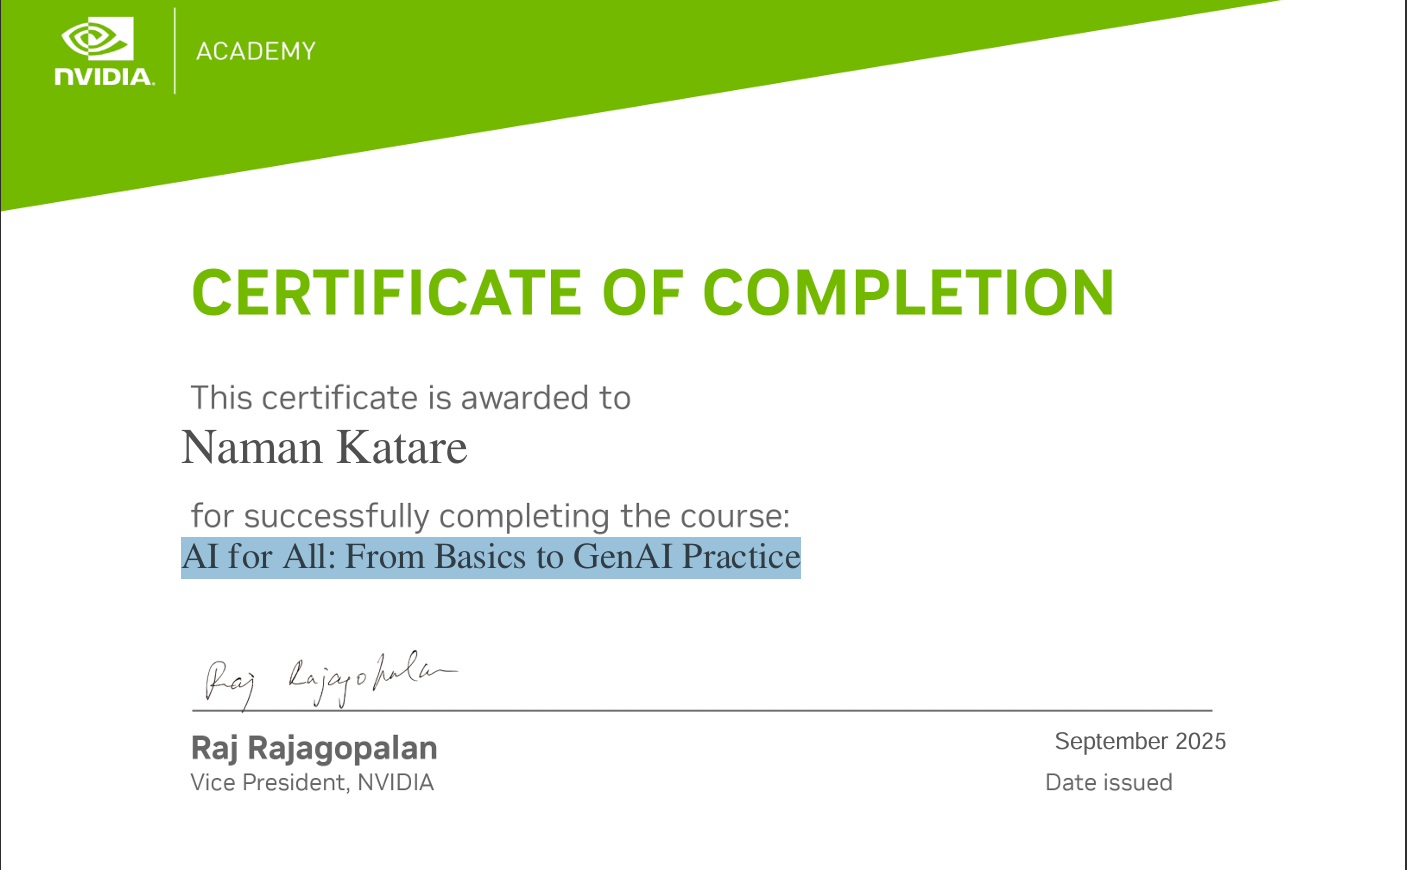 NVIDIA.
ACADEMY
CERTIFICATE OF COMPLETION
This certificate is awarded to
Naman Katare
for successfully completing the course:
AI for All: From Basics to GenAI Practice
Raj Rajagopalan
Raj Rajagopalan
Vice President, NVIDIA
September 2025
Date issued